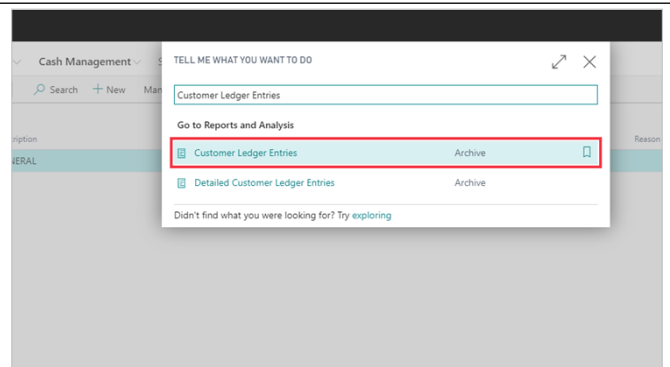 Cash Management
S
TELL ME WHAT YOU WANT TO DO
Search + New Man
Customer Ledger Entries
Go to Reports and Analysis
cription
Reason
Customer Ledger Entries Archive
NERAL
Detailed Customer Ledger Entries Archive
Didn't find what you were looking for? Try exploring